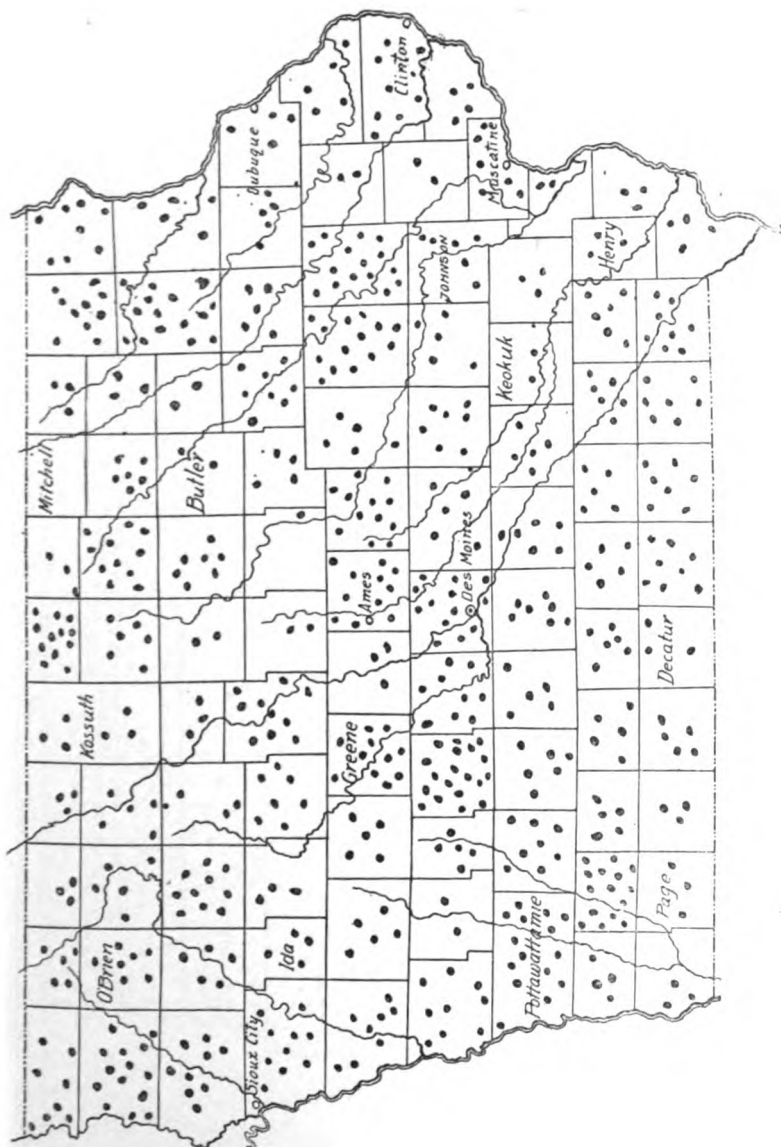 Mitchell
Kossuth
O'Brien
Butler
Dubuque
Sioux City
Ida
Greene
Ames
Clinton
JOHNSON
Muscatine
Des Moines
Pottawattamie
Keokuk
Henry
Page
Decatur